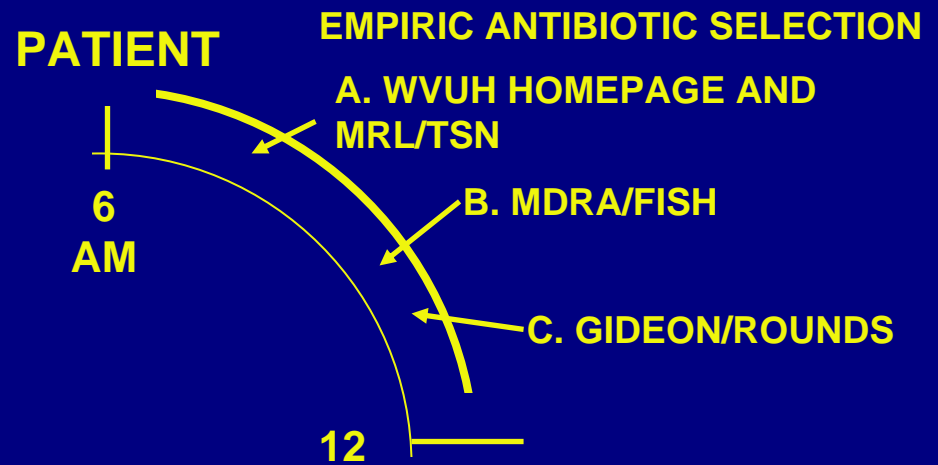 PATIENT
EMPIRIC ANTIBIOTIC SELECTION
A. WVUH HOMEPAGE AND
MRL/TSN
B. MDRA/FISH
6
AM
C. GIDEON/ROUNDS
12